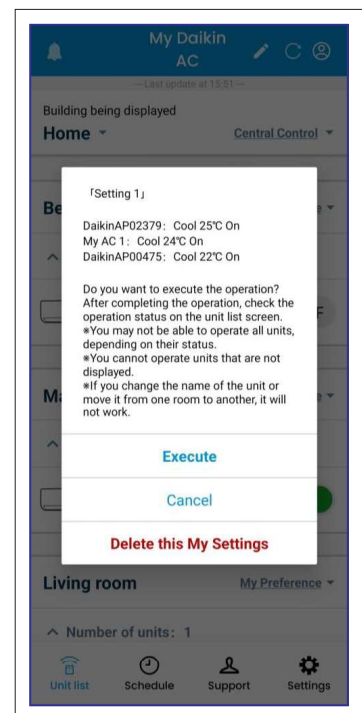 My Daikin
AC
— Last update at 15:51 —
Building being displayed
Home
Central Control
「Setting 1」
Be
DaikinAP02379: Cool 25℃ On
My AC 1: Cool 24℃ On
DaikinAP00475: Cool 22℃ On
Do you want to execute the operation?
After completing the operation, check the
operation status on the unit list screen.
※You may not be able to operate all units,
depending on their status.
※You cannot operate units that are not
displayed.
※If you change the name of the unit or
move it from one room to another, it will
not work.
Ma
Execute
Cancel
Delete this My Settings
Living room
My Preference
Number of units: 1
Unit list
Schedule
Support
Settings